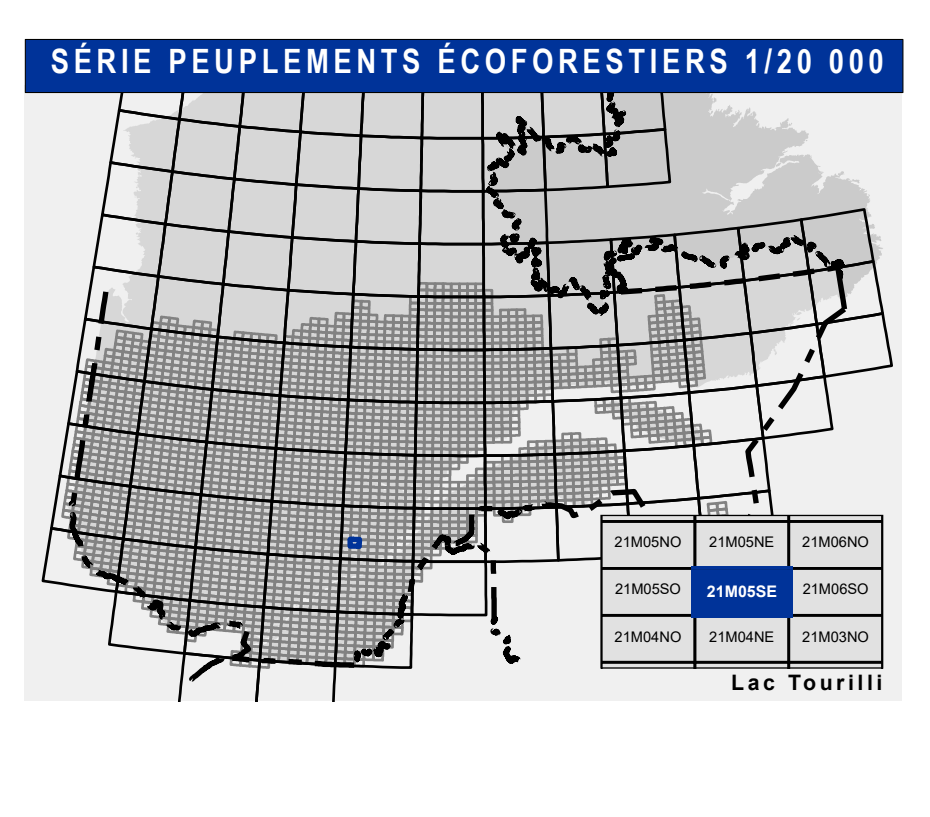 SÉRIE PEUPLEMENTS ÉCOFORESTIERS 1/20 000
21M05NO 21M05NE 21M06NO
21M05SO 21M05SE 21M06SO
21M04NO 21M04NE 21M03NO
Lac Tourilli